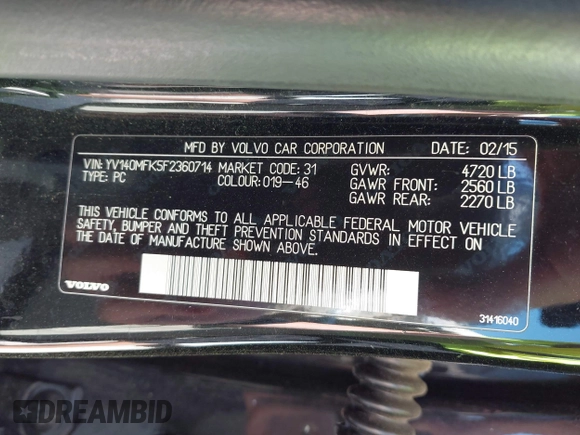 MFD BY VOLVO CAR CORPORATION DATE: 02/15
VIN: YV140MFK5F2360714 MARKET CODE: 31 GVWR: 4720 LB
TYPE: PC COLOUR: 019-46 GAWR FRONT: 2560 LB
GAWR REAR: 2270 LB
THIS VEHICLE CONFORMS TO ALL APPLICABLE FEDERAL MOTOR VEHICLE
SAFETY, BUMPER AND THEFT PREVENTION STANDARDS IN EFFECT ON
THE DATE OF MANUFACTURE SHOWN ABOVE.
VOLVO
31416040
DREAMBID